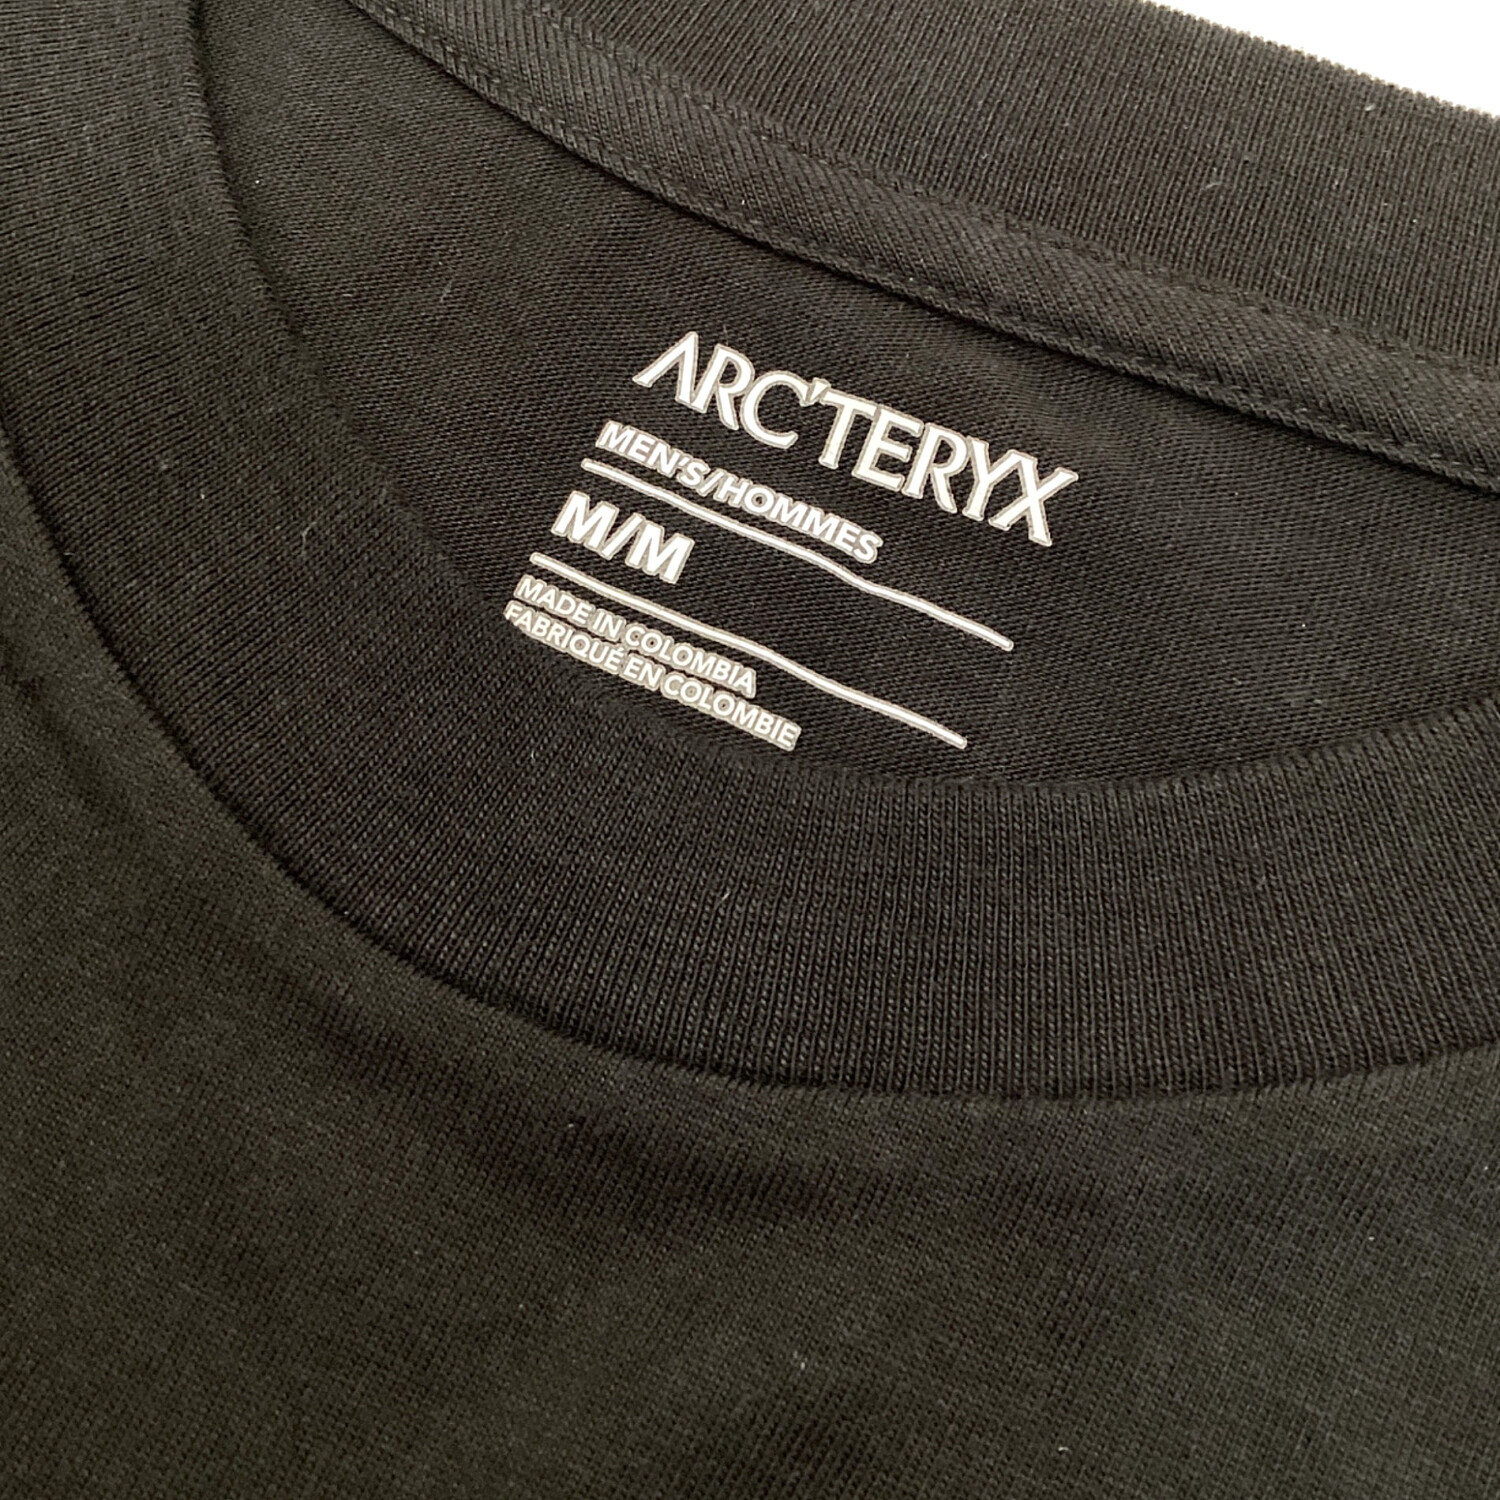 ARC'TERYX
MEN'S/HOMMES
M/M
MADE IN COLOMBIA
FABRIQUÉ EN COLOMBIE